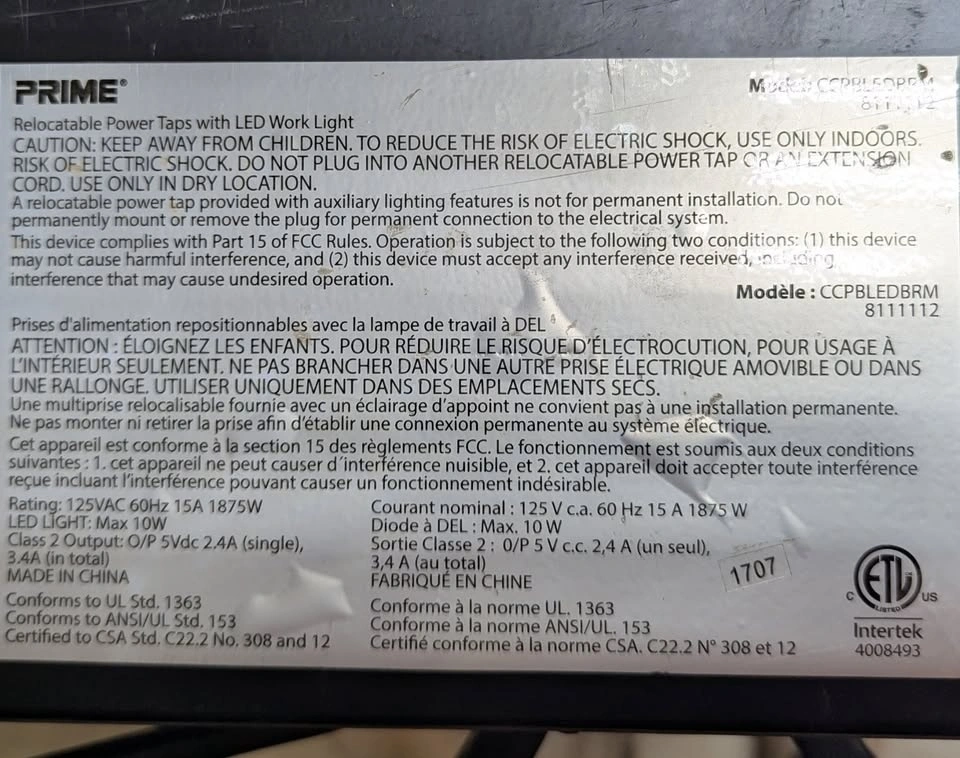 PRIME®
Model: CCPBLEDBRM
8111112
Relocatable Power Taps with LED Work Light
CAUTION: KEEP AWAY FROM CHILDREN. TO REDUCE THE RISK OF ELECTRIC SHOCK, USE ONLY INDOORS.
RISK OF ELECTRIC SHOCK. DO NOT PLUG INTO ANOTHER RELOCATABLE POWER TAP OR AN EXTENSION
CORD. USE ONLY IN DRY LOCATION.
A relocatable power tap provided with auxiliary lighting features is not for permanent installation. Do not
permanently mount or remove the plug for permanent connection to the electrical system.
This device complies with Part 15 of FCC Rules. Operation is subject to the following two conditions: (1) this device
may not cause harmful interference, and (2) this device must accept any interference received, including
interference that may cause undesired operation.
Modèle : CCPBLEDBRM
8111112
Prises d'alimentation repositionnables avec la lampe de travail à DEL
ATTENTION : ÉLOIGNEZ LES ENFANTS. POUR RÉDUIRE LE RISQUE D'ÉLECTROCUTION, POUR USAGE À
L'INTÉRIEUR SEULEMENT. NE PAS BRANCHER DANS UNE AUTRE PRISE ÉLECTRIQUE AMOVIBLE OU DANS
UNE RALLONGE. UTILISER UNIQUEMENT DANS DES EMPLACEMENTS SECS.
Une multiprise relocalisable fournie avec un éclairage d'appoint ne convient pas à une installation permanente.
Ne pas monter ni retirer la prise afin d'établir une connexion permanente au système électrique.
Cet appareil est conforme à la section 15 des règlements FCC. Le fonctionnement est soumis aux deux conditions
suivantes : 1. cet appareil ne peut causer d'interférence nuisible, et 2. cet appareil doit accepter toute interférence
reçue incluant l'interférence pouvant causer un fonctionnement indésirable.
Rating: 125VAC 60Hz 15A 1875W
LED LIGHT: Max 10W
Class 2 Output: O/P 5Vdc 2.4A (single),
3.4A (in total)
MADE IN CHINA
Conforms to UL Std. 1363
Conforms to ANSI/UL Std. 153
Certified to CSA Std. C22.2 No. 308 and 12
Courant nominal : 125 V c.a. 60 Hz 15 A 1875 W
Diode à DEL : Max. 10 W
Sortie Classe 2 : O/P 5 V c.c. 2,4 A (un seul),
3,4 A (au total)
FABRIQUÉ EN CHINE
Conforme à la norme UL. 1363
Conforme à la norme ANSI/UL. 153
Certifié conforme à la norme CSA. C22.2 N° 308 et 12
1707
C ETL US
LISTED
Intertek
4008493